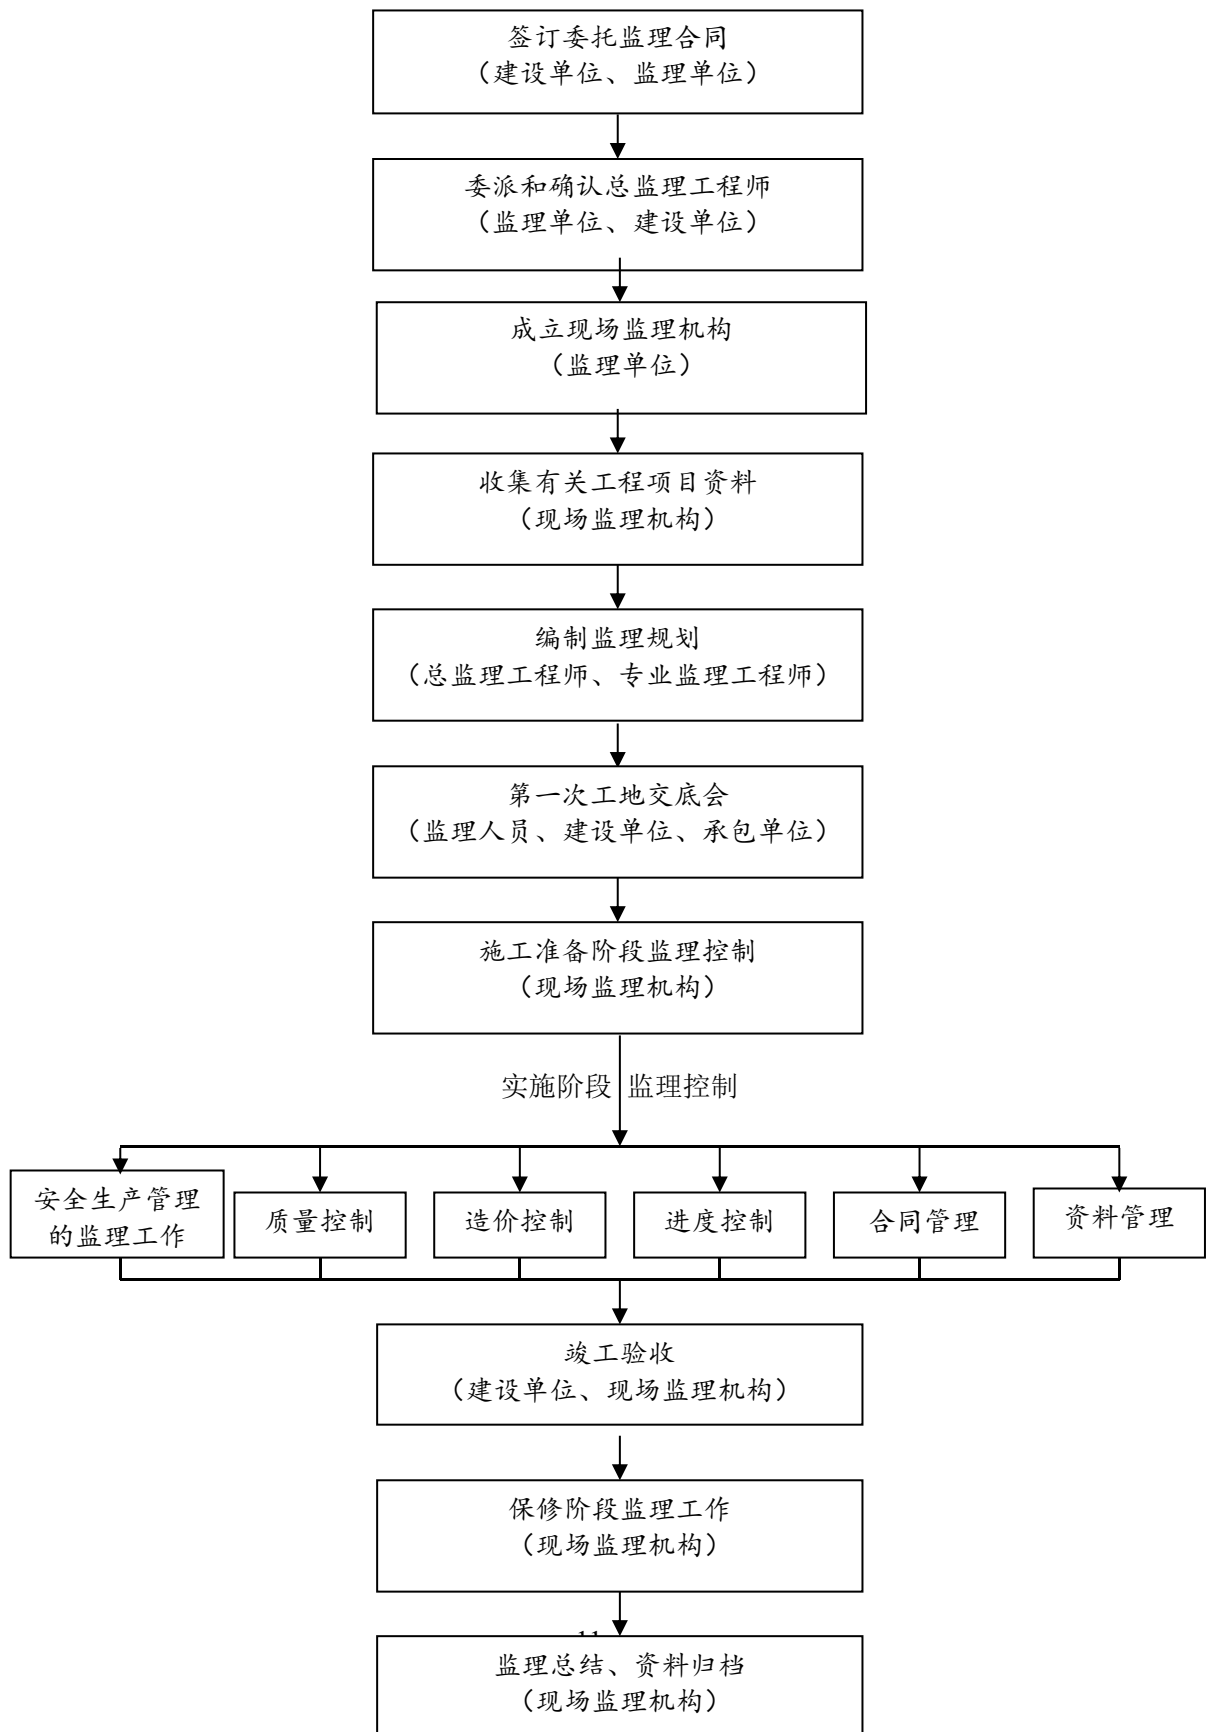 签订委托监理合同
（建设单位、监理单位）
委派和确认总监理工程师
（监理单位、建设单位）
成立现场监理机构
（监理单位）
收集有关工程项目资料
（现场监理机构）
编制监理规划
（总监理工程师、专业监理工程师）
第一次工地交底会
（监理人员、建设单位、承包单位）
施工准备阶段监理控制
（现场监理机构）
实施阶段 监理控制
安全生产管理
的监理工作
质量控制
造价控制
进度控制
合同管理
资料管理
竣工验收
（建设单位、现场监理机构）
保修阶段监理工作
（现场监理机构）
监理总结、资料归档
（现场监理机构）